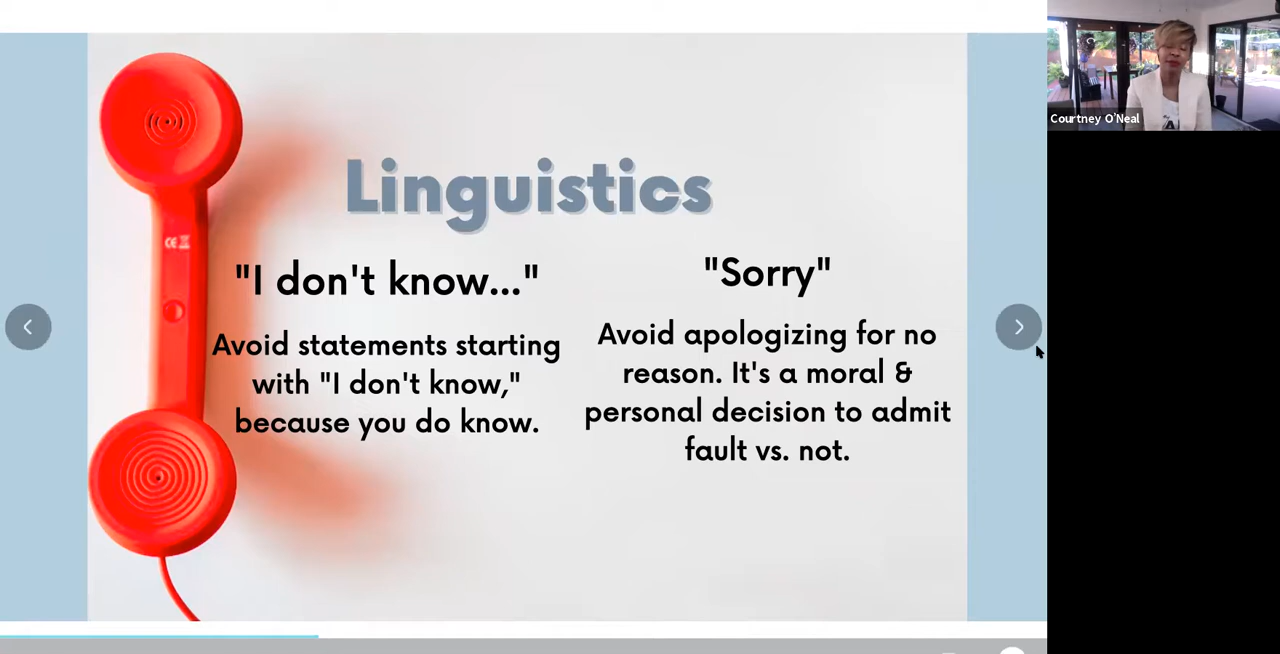 Linguistics
"I don't know..."
Avoid statements starting
with "I don't know,"
because you do know.
"Sorry"
Avoid apologizing for no
reason. It's a moral &
personal decision to admit
fault vs. not.
Courtney O'Neal
CE